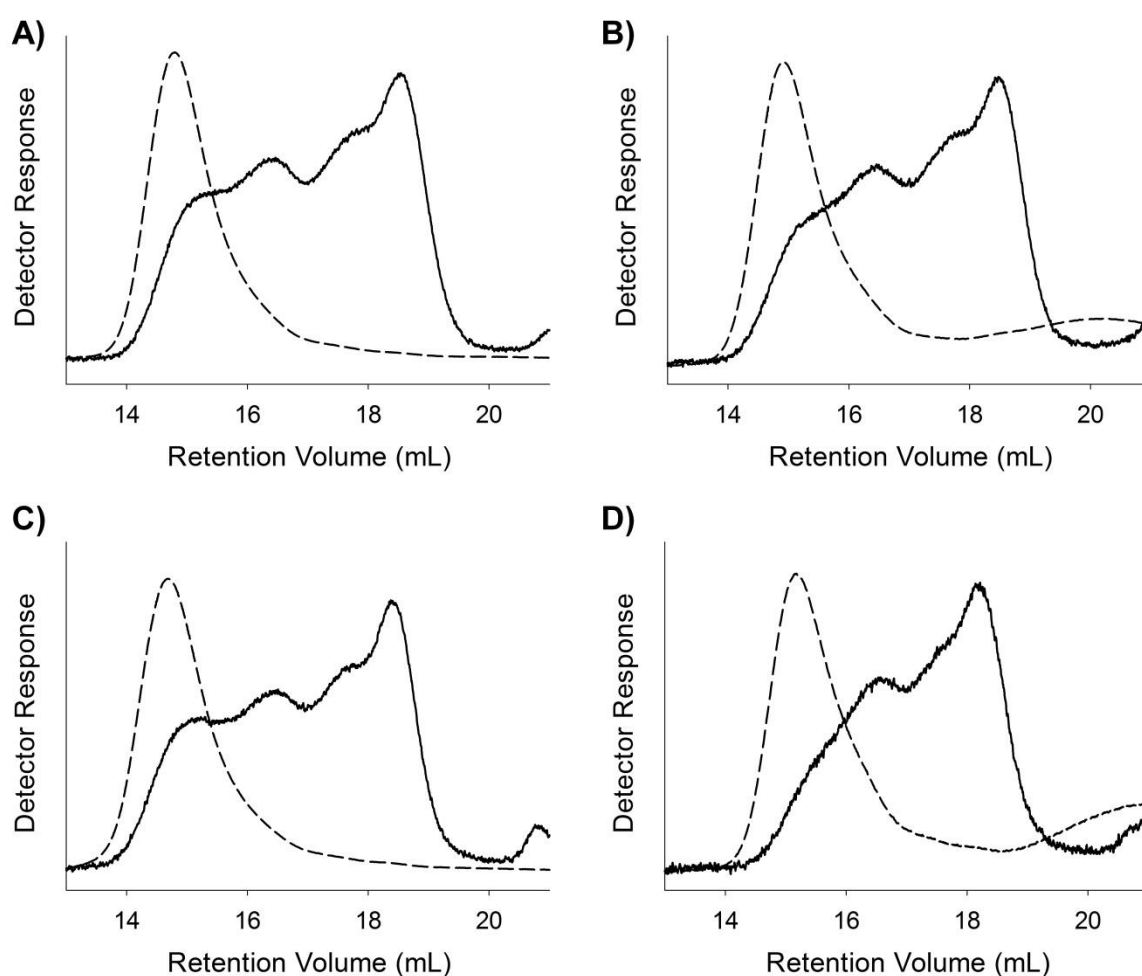 A)
Detector Response
14 16 18 20
Retention Volume (mL)
B)
Detector Response
14 16 18 20
Retention Volume (mL)
C)
Detector Response
14 16 18 20
Retention Volume (mL)
D)
Detector Response
14 16 18 20
Retention Volume (mL)